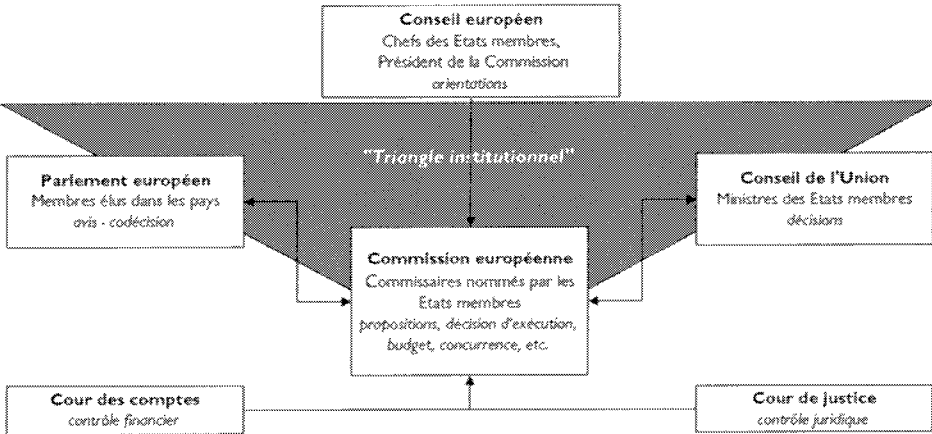 Conseil européen
Chefs des Etats membres,
Président de la Commission
orientations
"Triangle institutionnel"
Parlement européen
Membres élus dans les pays
avis - codécision
Conseil de l'Union
Ministres des Etats membres
décisions
Commission européenne
Commissaires nommés par les
Etats membres
propositions, décision d'exécution,
budget, concurrence, etc.
Cour des comptes
contrôle financier
Cour de justice
contrôle juridique